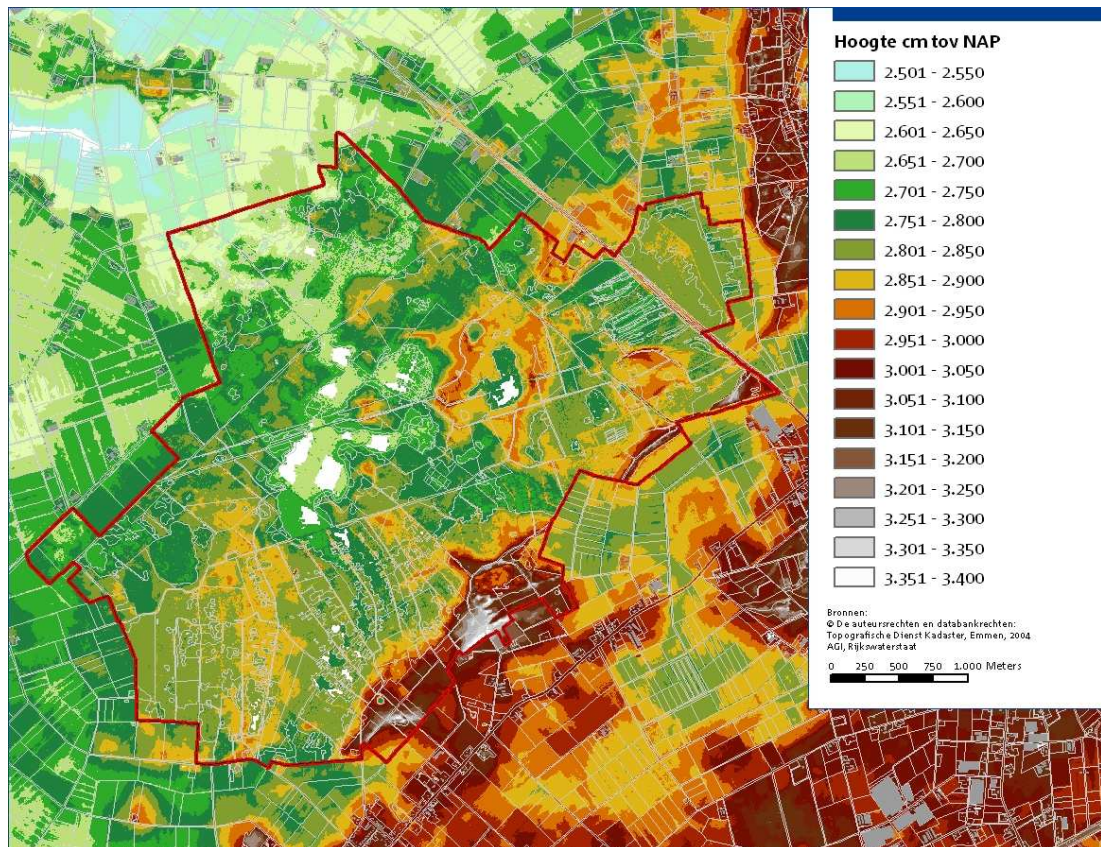 Hoogte cm tov NAP
2.501 - 2.550
2.551 - 2.600
2.601 - 2.650
2.651 - 2.700
2.701 - 2.750
2.751 - 2.800
2.801 - 2.850
2.851 - 2.900
2.901 - 2.950
2.951 - 3.000
3.001 - 3.050
3.051 - 3.100
3.101 - 3.150
3.151 - 3.200
3.201 - 3.250
3.251 - 3.300
3.301 - 3.350
3.351 - 3.400
Bronnen:
© De auteursrechten en databankrechten:
Topografische Dienst Kadaster, Emmen, 2004
AGI, Rijkswaterstaat
0 250 500 750 1.000 Meters